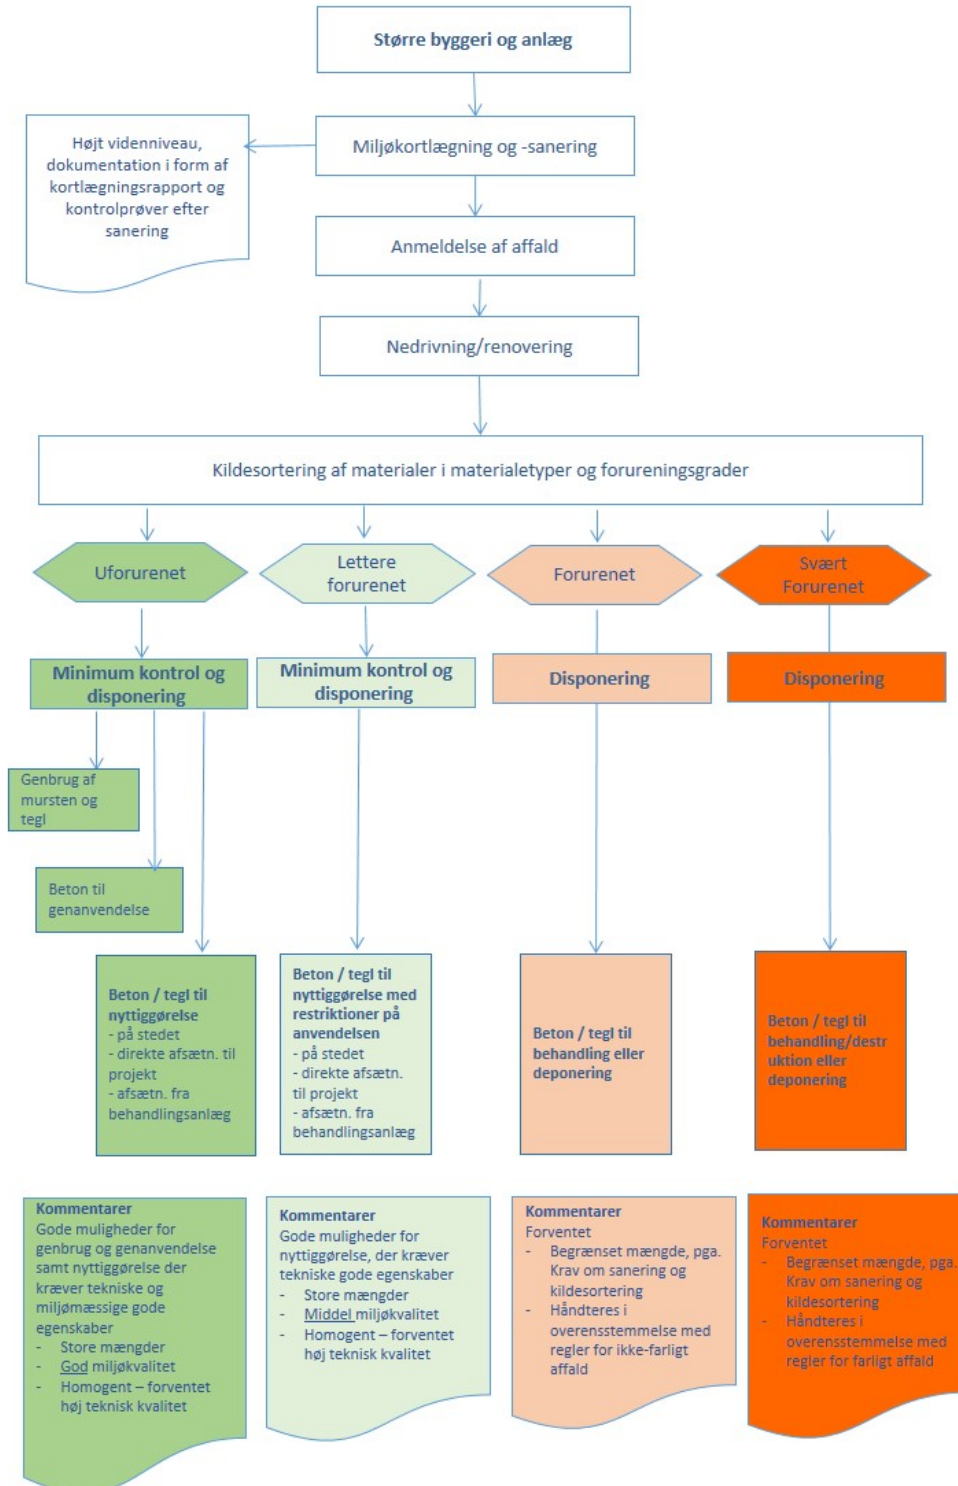 Større byggeri og anlæg
Miljøkortlægning og -sanering
Højt videnniveau,
dokumentation i form af
kortlægningsrapport og
kontrolprøver efter
sanering
Anmeldelse af affald
Nedrivning/renovering
Kildesortering af materialer i materialetyper og forureningsgrader
Uforurenet
Lettere
forurenet
Forurenet
Svært
Forurenet
Minimum kontrol og
disponering
Minimum kontrol og
disponering
Disponering
Disponering
Genbrug af
mursten og
tegl
Beton til
genanvendelse
Beton / tegl til
nyttiggørelse
- på stedet
- direkte afsætn. til
projekt
- afsætn. fra
behandlingsanlæg
Beton / tegl til
nyttiggørelse med
restriktioner på
anvendelsen
- på stedet
- direkte afsætn.
til projekt
- afsætn. fra
behandlingsanlæg
Beton / tegl til
behandling eller
deponering
Beton / tegl til
behandling/destr
uktion eller
deponering
Kommentarer
Gode muligheder for
genbrug og genanvendelse
samt nyttiggørelse der
kræver tekniske og
miljømæssige gode
egenskaber
- Store mængder
- God miljøkvalitet
- Homogent – forventet
høj teknisk kvalitet
Kommentarer
Gode muligheder for
nyttiggørelse, der kræver
tekniske gode egenskaber
- Store mængder
- Middel miljøkvalitet
- Homogent – forventet
høj teknisk kvalitet
Kommentarer
Forventet
- Begrænset mængde, pga.
Krav om sanering og
kildesortering
- Håndteres i
overensstemmelse med
regler for ikke-farligt
affald
Kommentarer
Forventet
- Begrænset mængde, pga.
Krav om sanering og
kildesortering
- Håndteres i
overensstemmelse med
regler for farligt affald